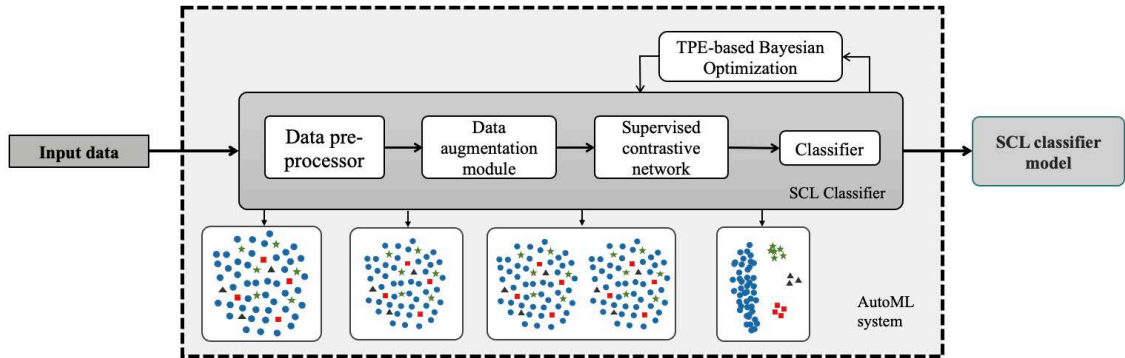 TPE-based Bayesian
Optimization
Input data
Data pre-
processor
Data
augmentation
module
Supervised
contrastive
network
Classifier
SCL Classifier
SCL classifier
model
AutoML
system